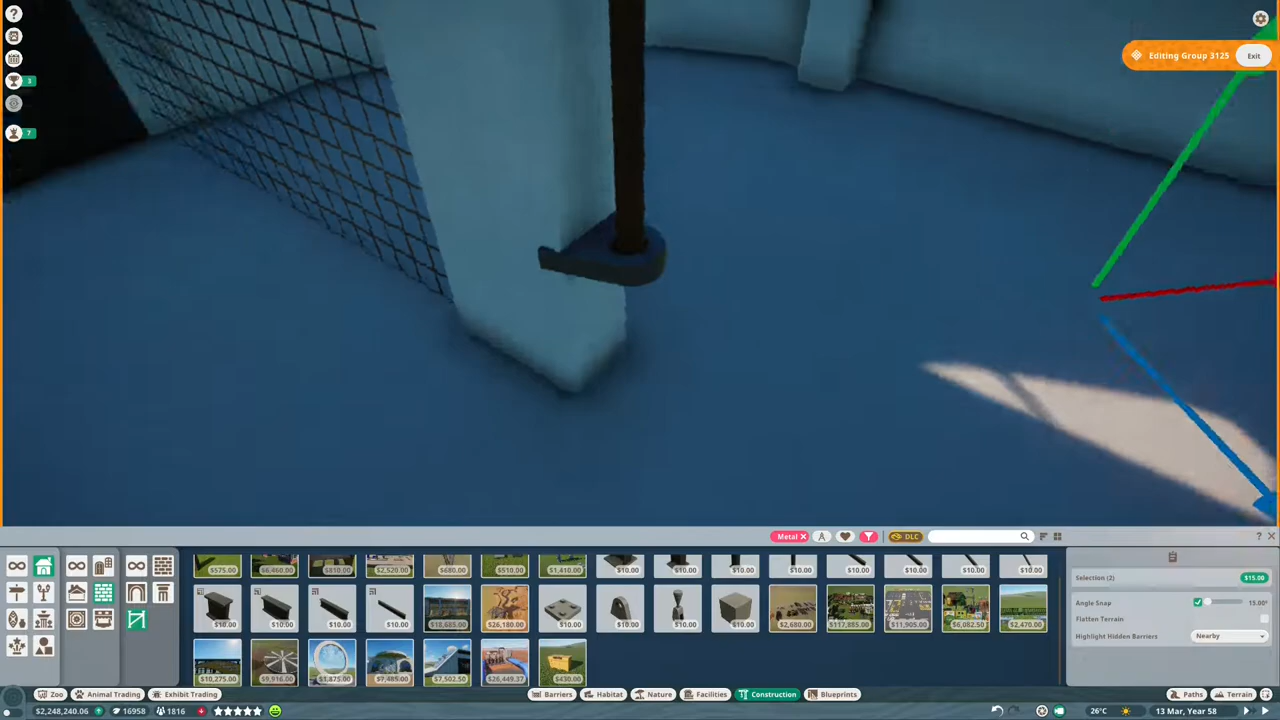 ?
Editing Group 3125 Exit
3
7
Metal × DLC
? ×
$575.00 $6,460.00 $810.00 $2,520.00 $680.00 $510.00 $1,410.00 $10.00 $10.00 $10.00 $10.00 $10.00 $10.00 $10.00 $10.00
Selection (2) $15.00
Angle Snap 15.00°
$10.00 $10.00 $10.00 $10.00 $18,685.00 $26,180.00 $10.00 $10.00 $10.00 $10.00 $2,680.00 $117,885.00 $11,905.00 $6,082.50 $2,470.00
Flatten Terrain
Highlight Hidden Barriers Nearby
$10,275.00 $9,916.00 $1,875.00 $7,485.00 $7,502.50 $26,449.37 $430.00
Zoo Animal Trading Exhibit Trading Barriers Habitat Nature Facilities Construction Blueprints Paths Terrain
$2,248,240.06 16958 1816 26°C 13 Mar, Year 58